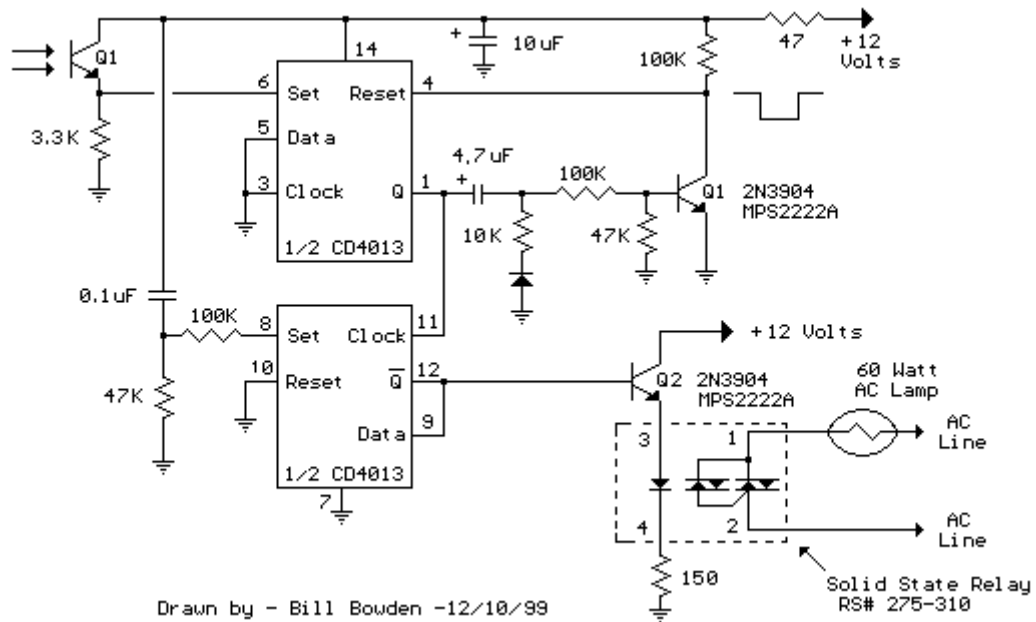 14
+
10uF
47
+12
Volts
Q1
100K
6
Set
Reset
4
3.3K
5
Data
4.7uF
3
Clock
Q
1
+
100K
Q1
2N3904
MPS2222A
10K
47K
1/2 CD4013
0.1uF
100K
8
Set
Clock
11
+12 Volts
10
Reset
Q
12
Q2
2N3904
MPS2222A
60 Watt
AC Lamp
47K
Data
9
3
1
AC
Line
1/2 CD4013
7
4
2
AC
Line
150
Solid State Relay
RS# 275-310
Drawn by - Bill Bowden -12/10/99